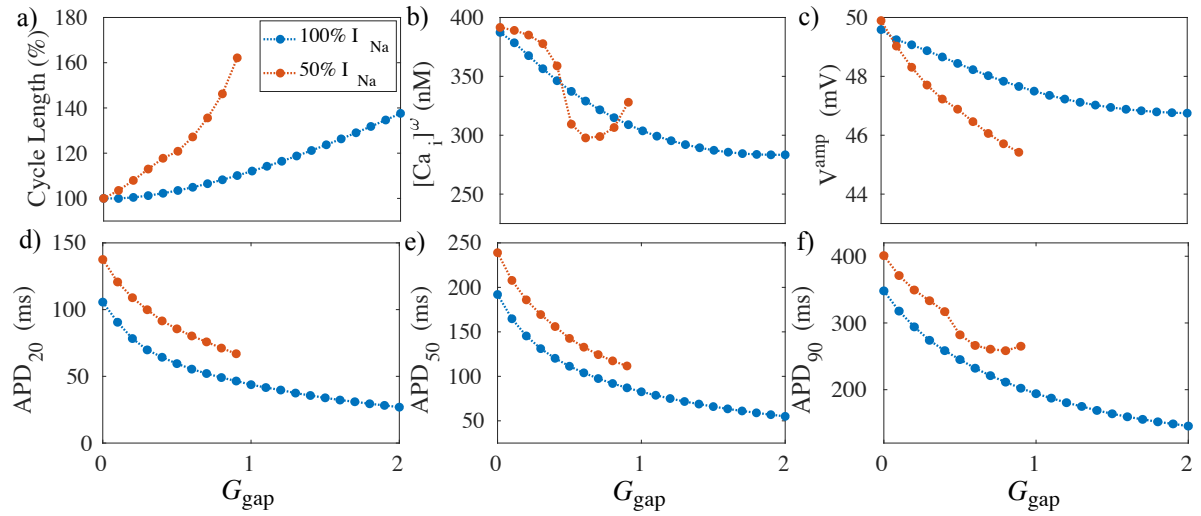 a)
Cycle Length (%)
180
160
140
120
100
100% I Na
50% I Na
b)
[Ca i]ω (nM)
400
350
300
250
c)
Vamp (mV)
50
48
46
44
d)
APD20 (ms)
150
100
50
0
0 1 2
Ggap
e)
APD50 (ms)
250
200
150
100
50
0 1 2
Ggap
f)
APD90 (ms)
400
300
200
0 1 2
Ggap